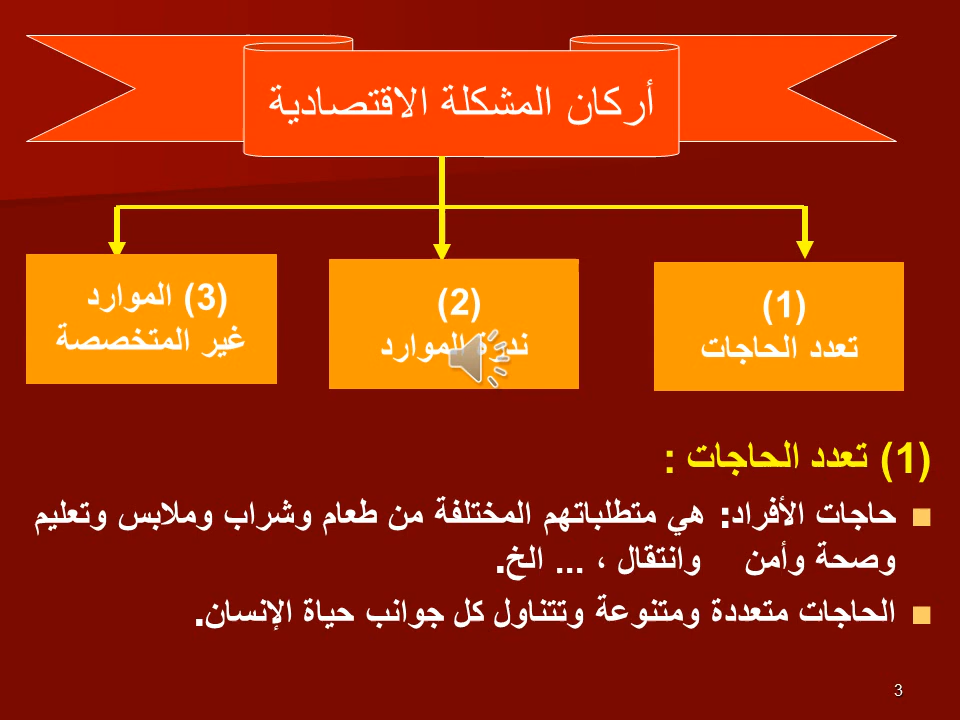 أركان المشكلة الاقتصادية
(1)
تعدد الحاجات
(2)
ندرة الموارد
(3) الموارد
غير المتخصصة
(1) تعدد الحاجات :
حاجات الأفراد: هي متطلباتهم المختلفة من طعام وشراب وملابس وتعليم
وصحة وأمن وانتقال ، ... الخ.
الحاجات متعددة ومتنوعة وتتناول كل جوانب حياة الإنسان.
3